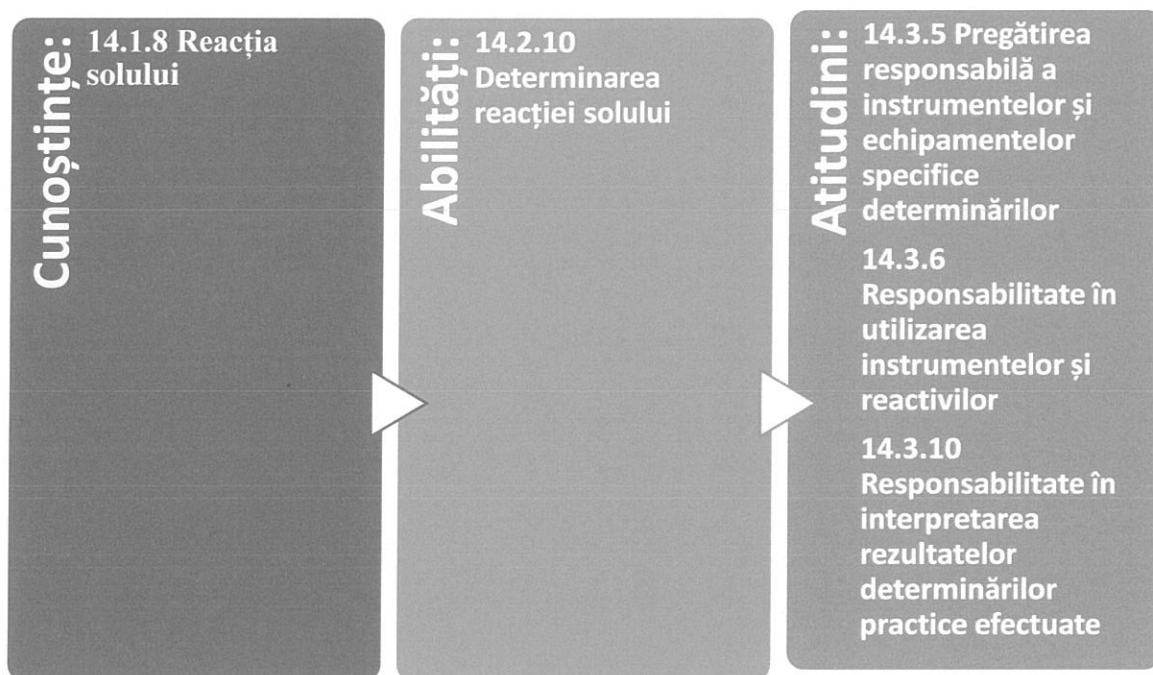 Cunoștințe:
14.1.8 Reacția
solului
Abilități:
14.2.10
Determinarea
reacției solului
Atitudini:
14.3.5 Pregătirea
responsabilă a
instrumentelor și
echipamentelor
specifice
determinărilor
14.3.6
Responsabilitate în
utilizarea
instrumentelor și
reactivilor
14.3.10
Responsabilitate în
interpretarea
rezultatelor
determinărilor
practice efectuate